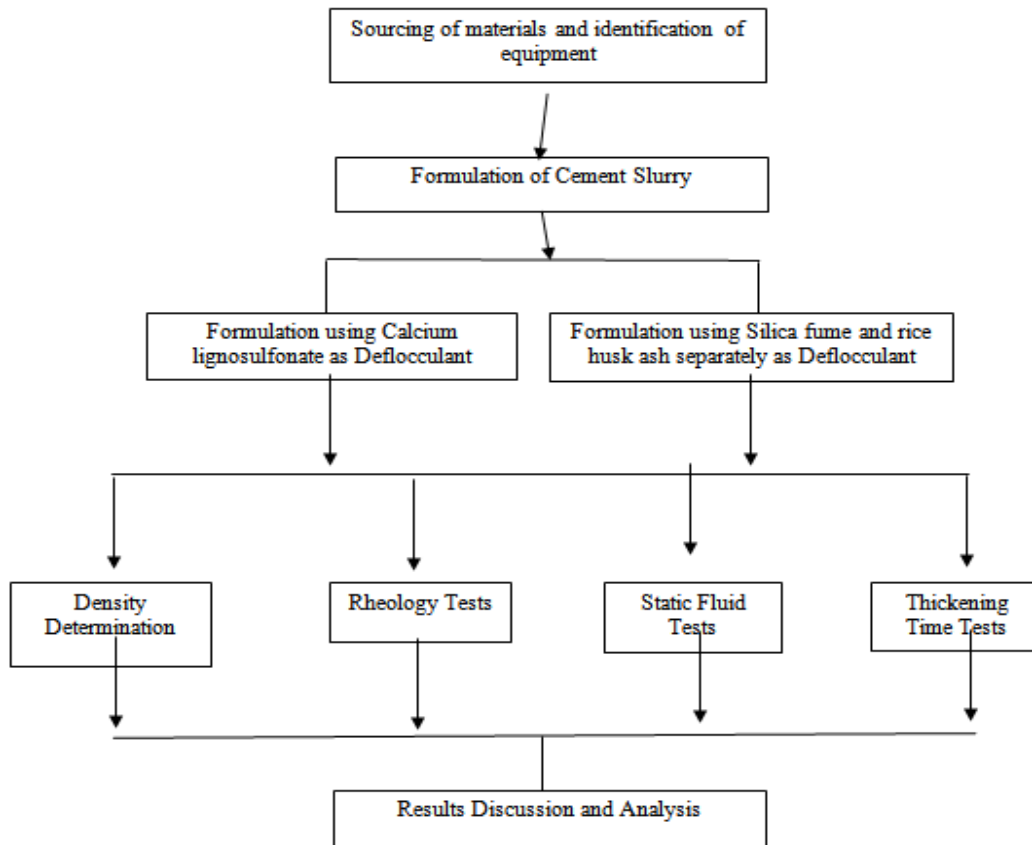 Sourcing of materials and identification of
equipment
Formulation of Cement Slurry
Formulation using Calcium
lignosulfonate as Deflocculant
Formulation using Silica fume and rice
husk ash separately as Deflocculant
Density
Determination
Rheology Tests
Static Fluid
Tests
Thickening
Time Tests
Results Discussion and Analysis